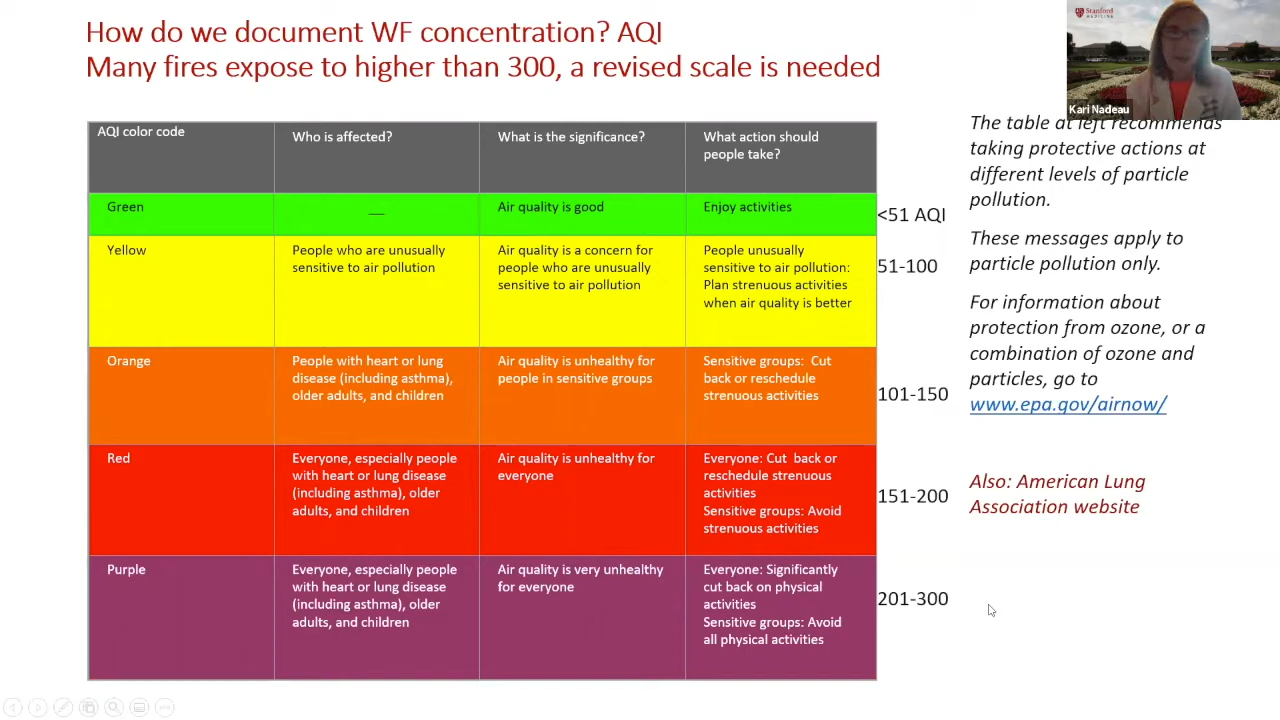 How do we document WF concentration? AQI
Many fires expose to higher than 300, a revised scale is needed
Stanford
MEDICINE
Kari Nadeau
AQI color code
Who is affected?
What is the significance?
What action should
people take?
Green
—
Air quality is good
Enjoy activities
<51 AQI
Yellow
People who are unusually
sensitive to air pollution
Air quality is a concern for
people who are unusually
sensitive to air pollution
People unusually
sensitive to air pollution:
Plan strenuous activities
when air quality is better
51-100
Orange
People with heart or lung
disease (including asthma),
older adults, and children
Air quality is unhealthy for
people in sensitive groups
Sensitive groups: Cut
back or reschedule
strenuous activities
101-150
Red
Everyone, especially people
with heart or lung disease
(including asthma), older
adults, and children
Air quality is unhealthy for
everyone
Everyone: Cut back or
reschedule strenuous
activities
Sensitive groups: Avoid
strenuous activities
151-200
Purple
Everyone, especially people
with heart or lung disease
(including asthma), older
adults, and children
Air quality is very unhealthy
for everyone
Everyone: Significantly
cut back on physical
activities
Sensitive groups: Avoid
all physical activities
201-300
The table at left recommends
taking protective actions at
different levels of particle
pollution.
These messages apply to
particle pollution only.
For information about
protection from ozone, or a
combination of ozone and
particles, go to
www.epa.gov/airnow/
Also: American Lung
Association website